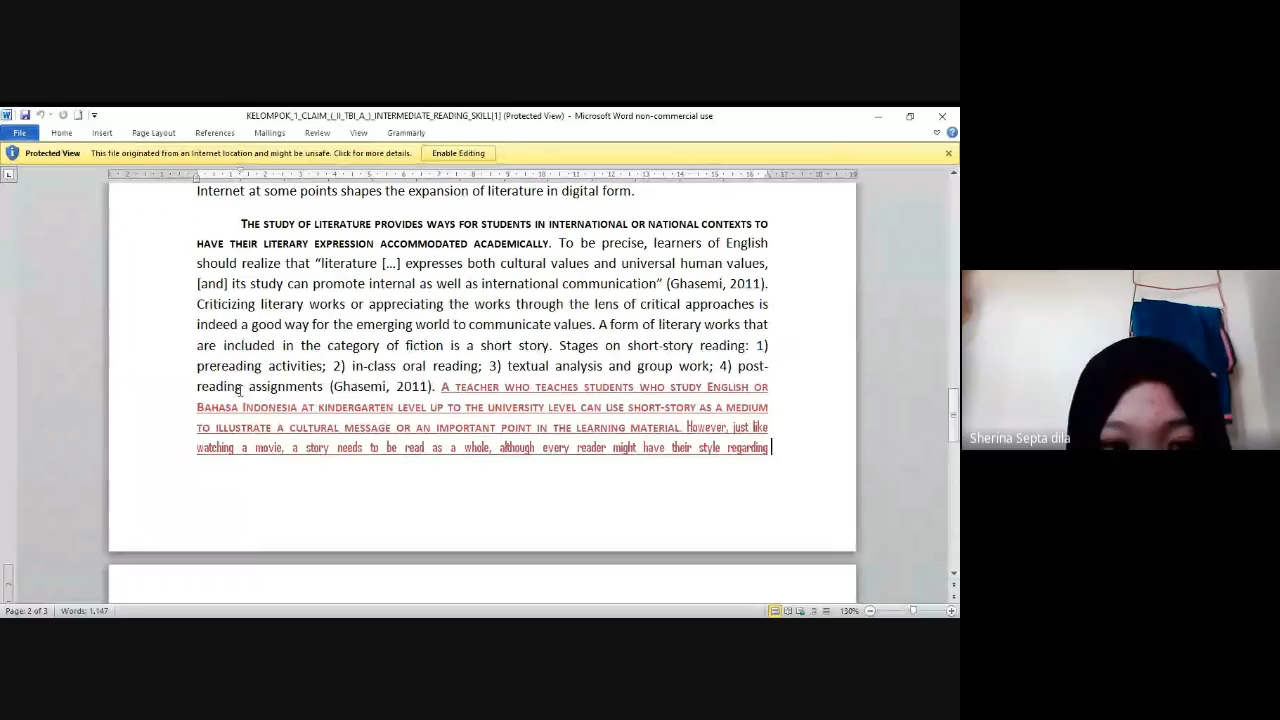 KELOMPOK_1_CLAIM_(_II_TBI_A_)_INTERMEDIATE_READING_SKILL[1] (Protected View) - Microsoft Word non-commercial use
File Home Insert Page Layout References Mailings Review View Grammarly
Protected View This file originated from an Internet location and might be unsafe. Click for more details. Enable Editing
Internet at some points shapes the expansion of literature in digital form.
THE STUDY OF LITERATURE PROVIDES WAYS FOR STUDENTS IN INTERNATIONAL OR NATIONAL CONTEXTS TO
HAVE THEIR LITERARY EXPRESSION ACCOMMODATED ACADEMICALLY. To be precise, learners of English
should realize that “literature […] expresses both cultural values and universal human values,
[and] its study can promote internal as well as international communication” (Ghasemi, 2011).
Criticizing literary works or appreciating the works through the lens of critical approaches is
indeed a good way for the emerging world to communicate values. A form of literary works that
are included in the category of fiction is a short story. Stages on short-story reading: 1)
prereading activities; 2) in-class oral reading; 3) textual analysis and group work; 4) post-
reading assignments (Ghasemi, 2011). A TEACHER WHO TEACHES STUDENTS WHO STUDY ENGLISH OR
BAHASA INDONESIA AT KINDERGARTEN LEVEL UP TO THE UNIVERSITY LEVEL CAN USE SHORT-STORY AS A MEDIUM
TO ILLUSTRATE A CULTURAL MESSAGE OR AN IMPORTANT POINT IN THE LEARNING MATERIAL. However, just like
watching a movie, a story needs to be read as a whole, although every reader might have their style regarding
Sherina Septa dila
Page: 2 of 3 Words: 1,147 130%